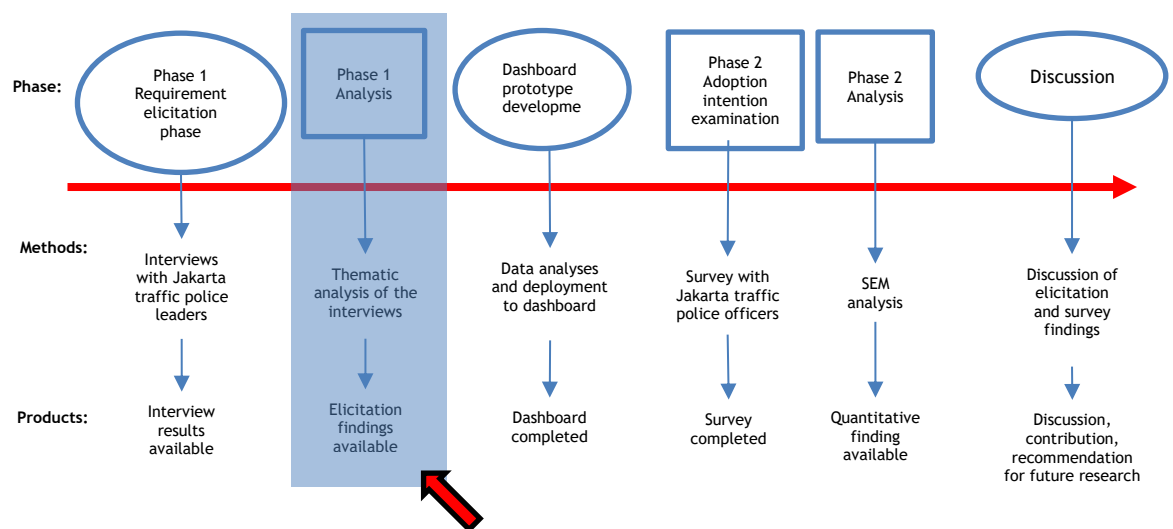 Phase:
Phase 1
Requirement
elicitation
phase
Phase 1
Analysis
Dashboard
prototype
developme
Phase 2
Adoption
intention
examination
Phase 2
Analysis
Discussion
Methods:
Interviews
with Jakarta
traffic police
leaders
Thematic
analysis of the
interviews
Data analyses
and deployment
to dashboard
Survey with
Jakarta traffic
police officers
SEM
analysis
Discussion of
elicitation
and survey
findings
Products:
Interview
results
available
Elicitation
findings
available
Dashboard
completed
Survey
completed
Quantitative
finding
available
Discussion,
contribution,
recommendation
for future research